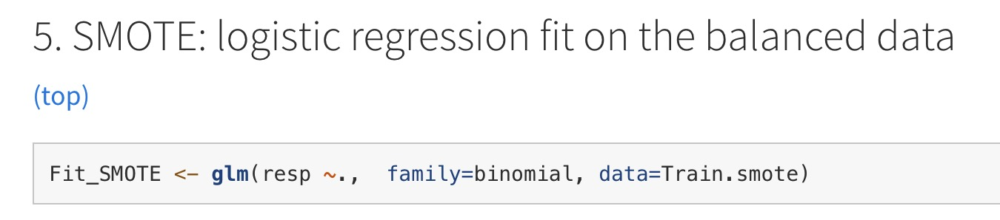 5. SMOTE: logistic regression fit on the balanced data
(top)
Fit_SMOTE <- glm(resp ~.,  family=binomial, data=Train.smote)